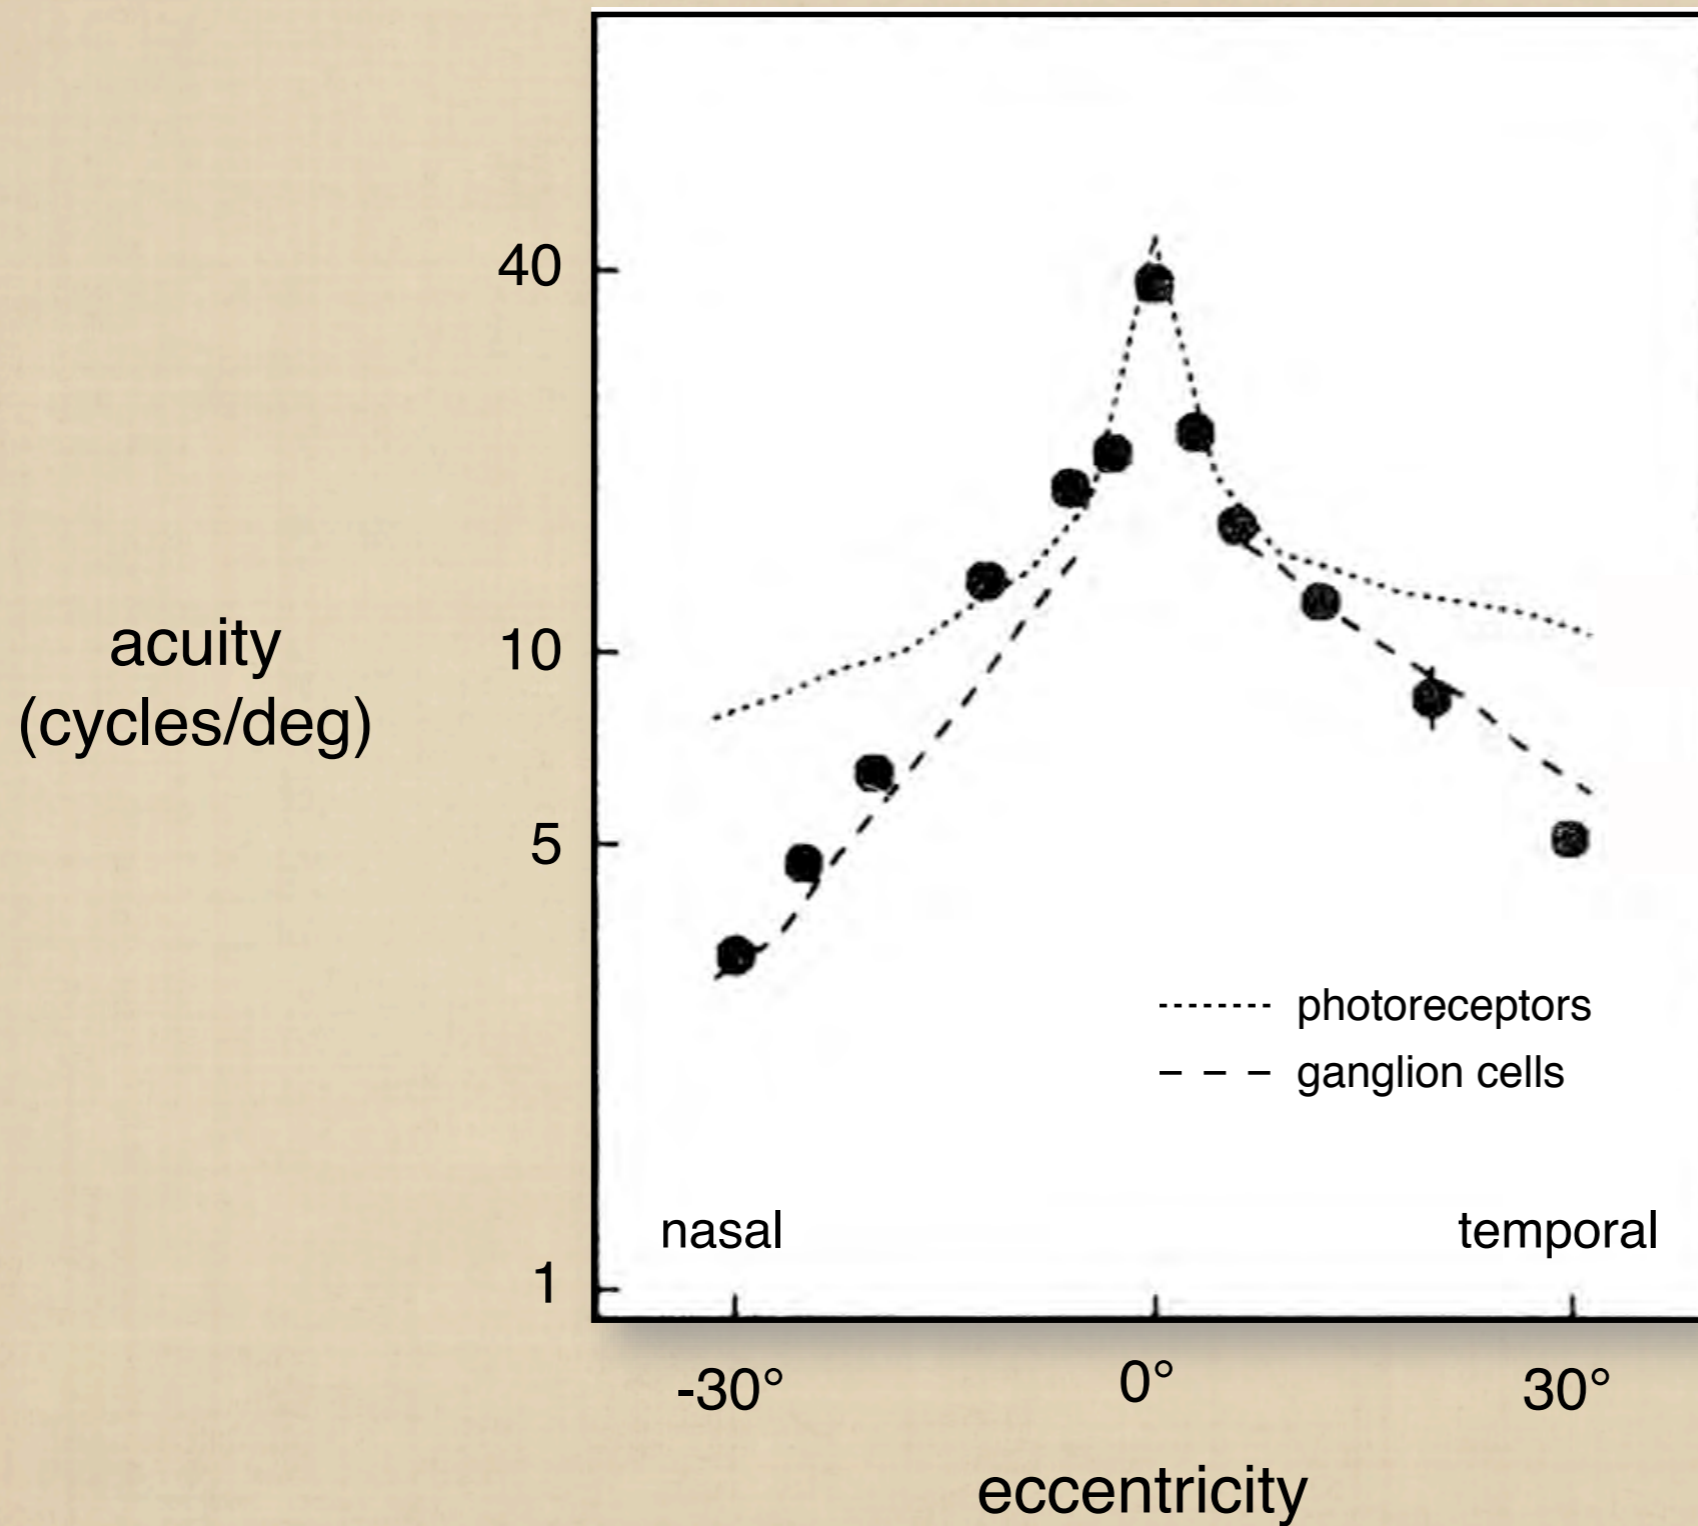 40
acuity
(cycles/deg)
10
5
photoreceptors
ganglion cells
nasal
temporal
1
-30°
0°
30°
eccentricity